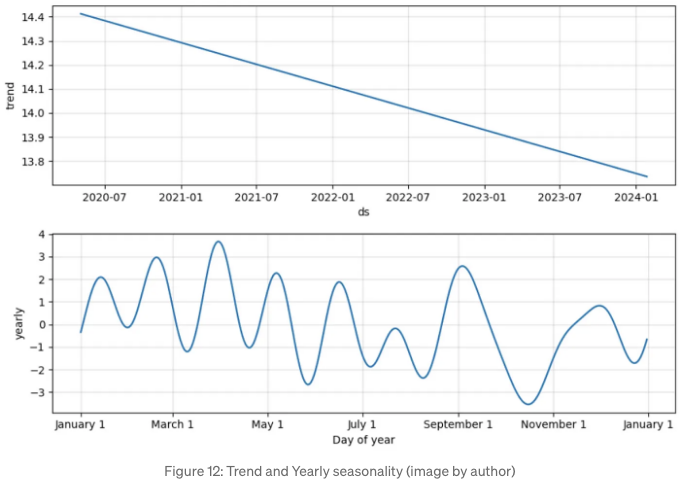 14.4
14.3
14.2
14.1
14.0
13.9
13.8
trend
2020-07 2021-01 2021-07 2022-01 2022-07 2023-01 2023-07 2024-01
ds
4
3
2
1
0
−1
−2
−3
yearly
January 1 March 1 May 1 July 1 September 1 November 1 January 1
Day of year
Figure 12: Trend and Yearly seasonality (image by author)